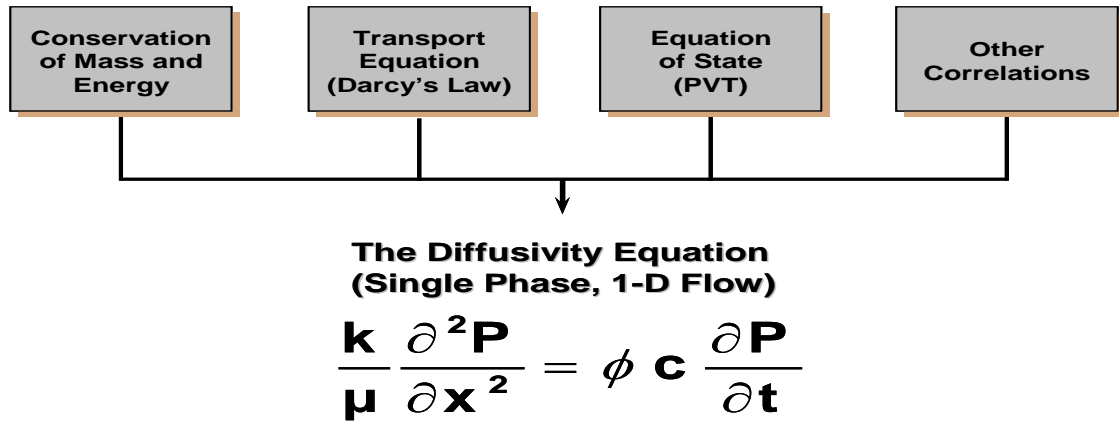 Conservation
of Mass and
Energy
Transport
Equation
(Darcy's Law)
Equation
of State
(PVT)
Other
Correlations
The Diffusivity Equation
(Single Phase, 1-D Flow)
k/μ ∂²P/∂x² = ϕ c ∂P/∂t